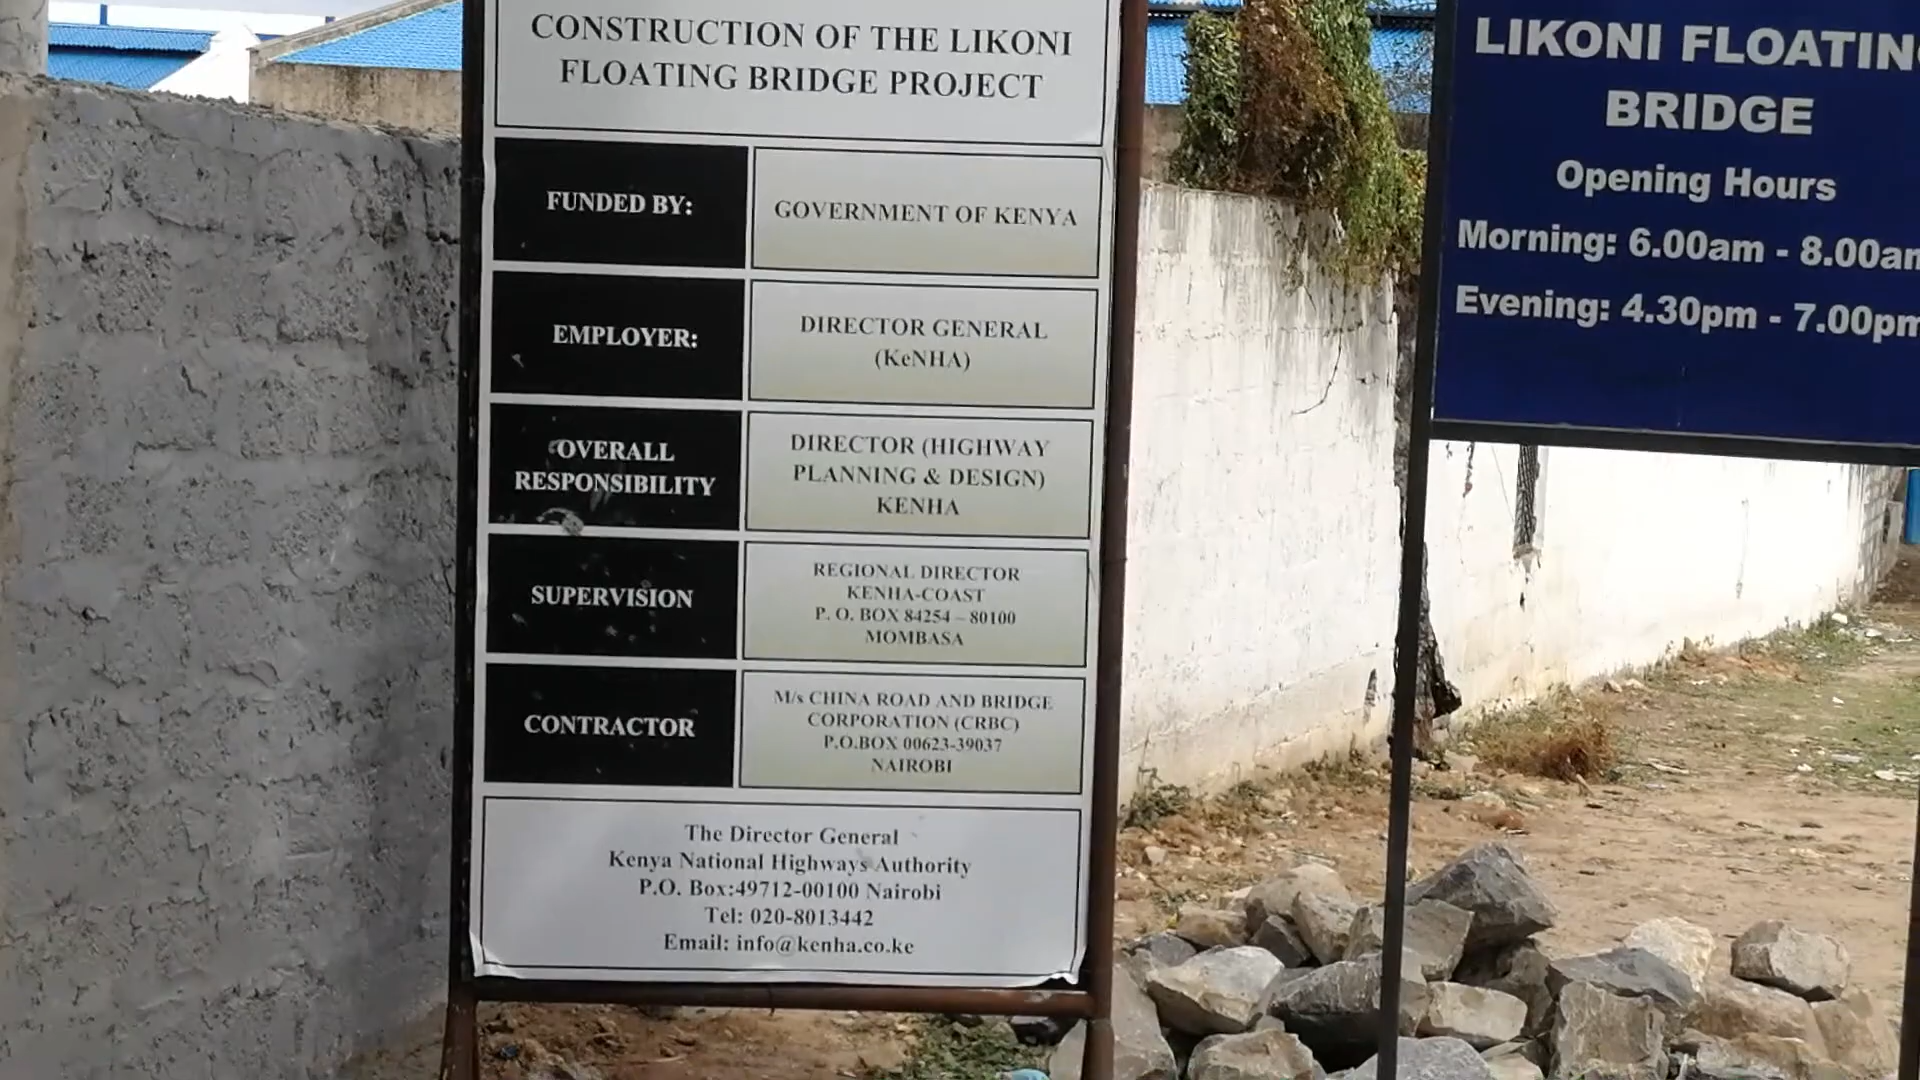 CONSTRUCTION OF THE LIKONI
FLOATING BRIDGE PROJECT
FUNDED BY:
GOVERNMENT OF KENYA
EMPLOYER:
DIRECTOR GENERAL
(KeNHA)
OVERALL
RESPONSIBILITY
DIRECTOR (HIGHWAY
PLANNING & DESIGN)
KENHA
SUPERVISION
REGIONAL DIRECTOR
KENHA-COAST
P. O. BOX 84254 – 80100
MOMBASA
CONTRACTOR
M/s CHINA ROAD AND BRIDGE
CORPORATION (CRBC)
P.O.BOX 00623-39037
NAIROBI
The Director General
Kenya National Highways Authority
P.O. Box:49712-00100 Nairobi
Tel: 020-8013442
Email: info@kenha.co.ke
LIKONI FLOATIN
BRIDGE
Opening Hours
Morning: 6.00am - 8.00am
Evening: 4.30pm - 7.00pm